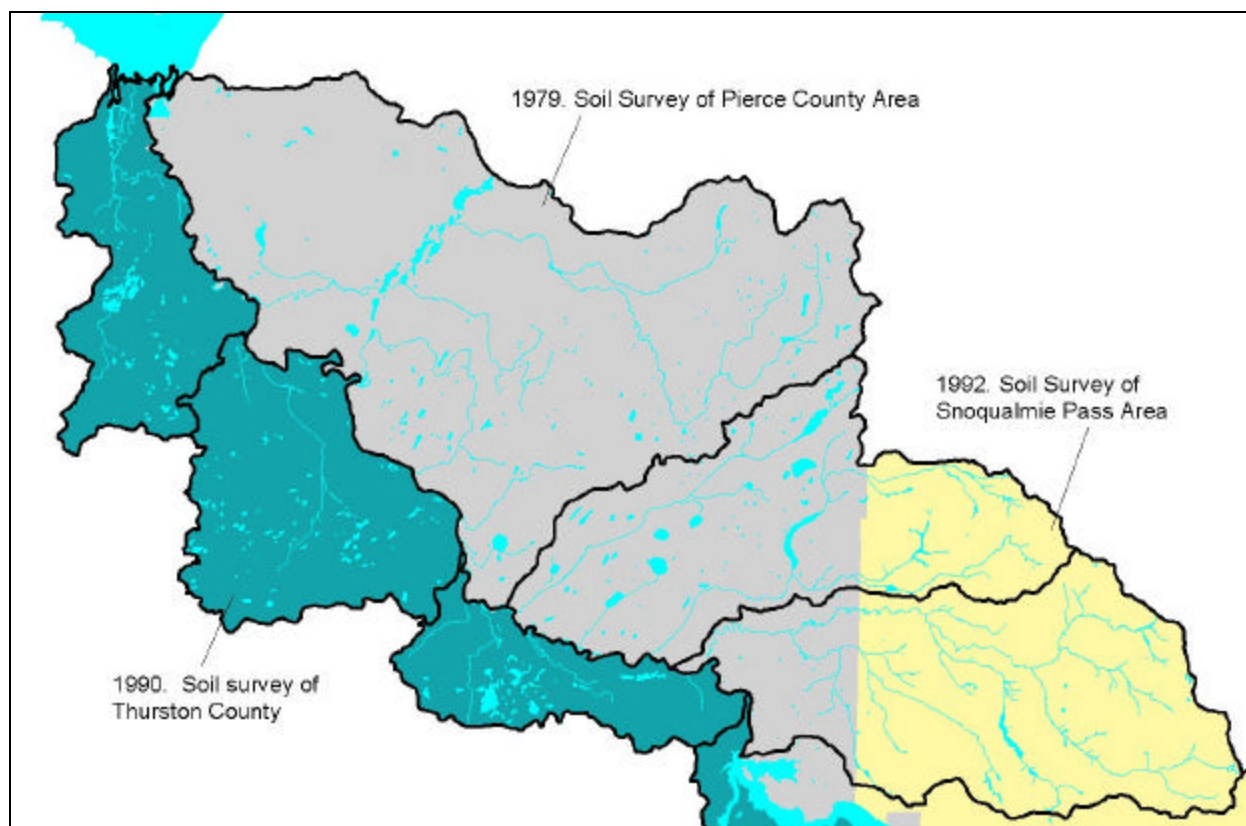 1979. Soil Survey of Pierce County Area
1992. Soil Survey of
Snoqualmie Pass Area
1990. Soil survey of
Thurston County